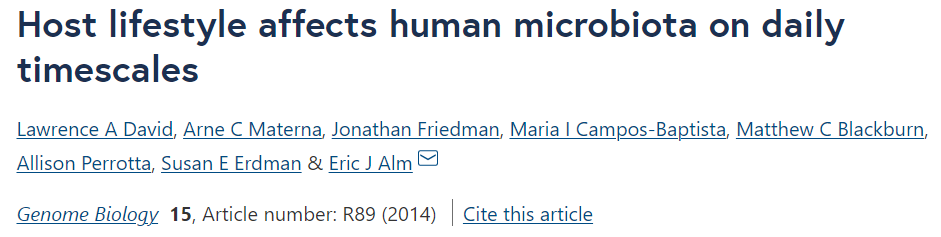 Host lifestyle affects human microbiota on daily
timescales
Lawrence A David, Arne C Materna, Jonathan Friedman, Maria I Campos-Baptista, Matthew C Blackburn,
Allison Perrotta, Susan E Erdman & Eric J Alm
Genome Biology 15, Article number: R89 (2014) Cite this article